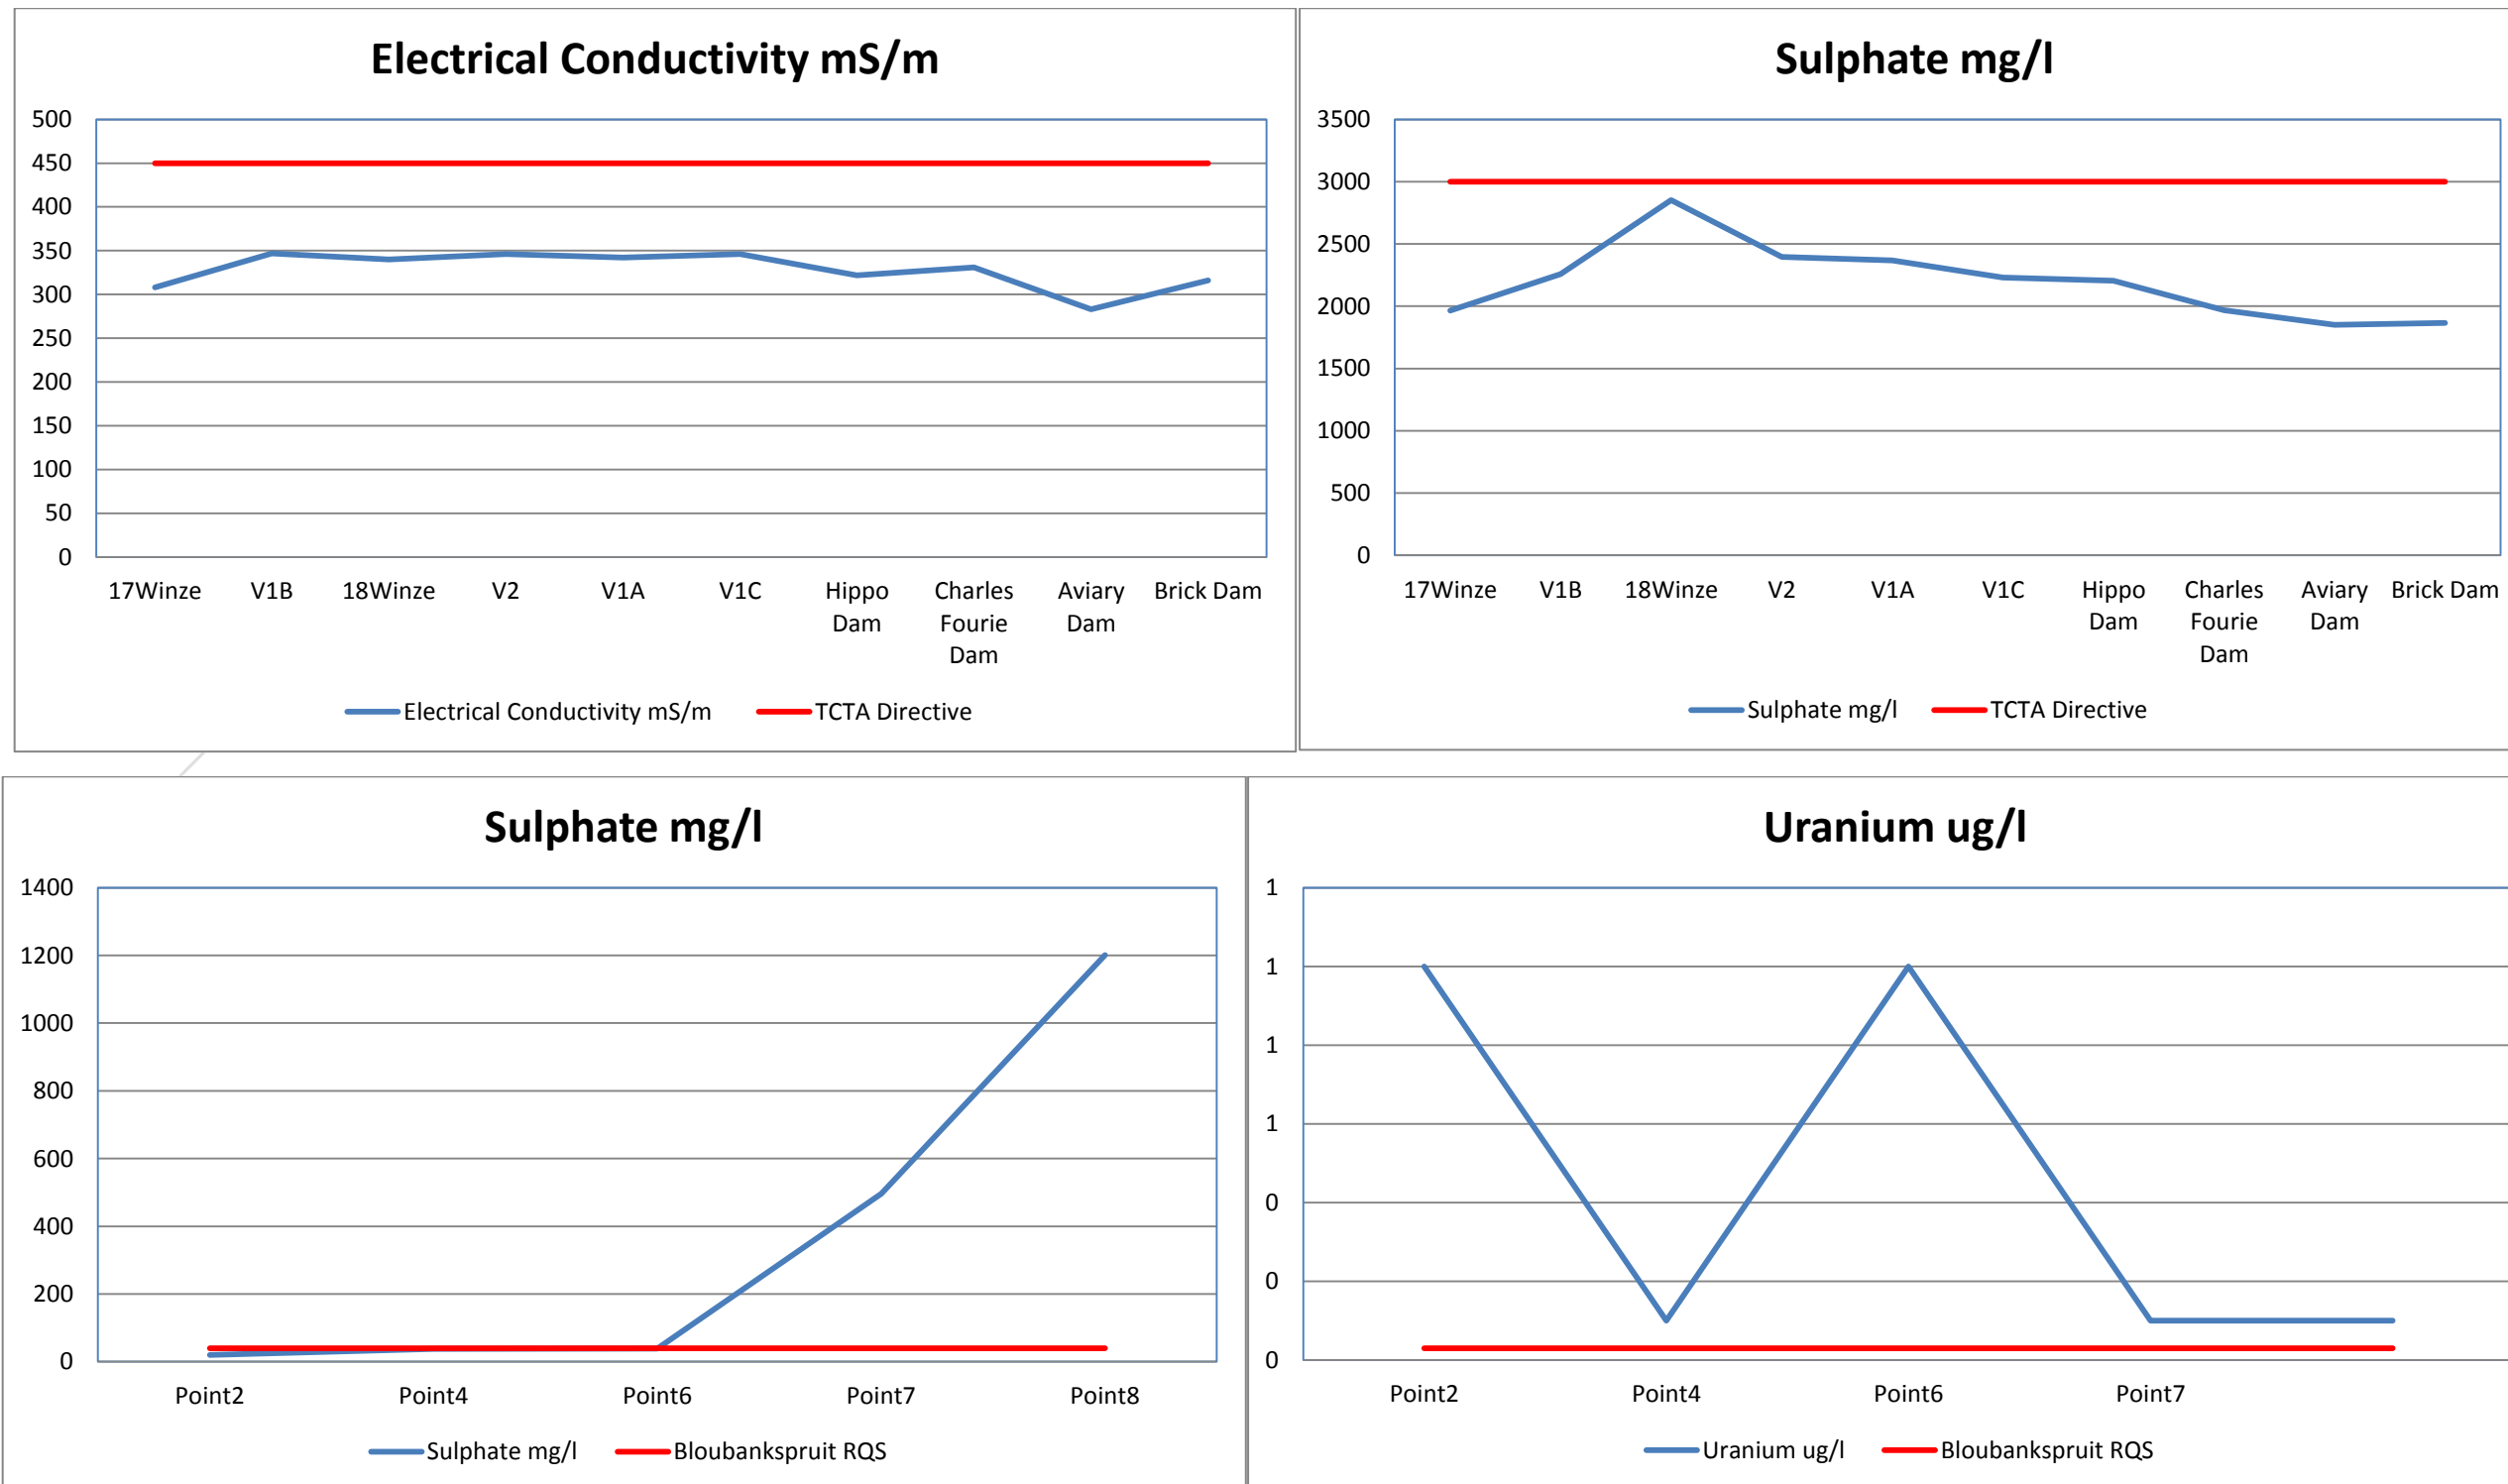 Electrical Conductivity mS/m
500
450
400
350
300
250
200
150
100
50
0
17Winze V1B 18Winze V2 V1A V1C Hippo Charles Aviary Brick Dam
Dam Fourie Dam
Dam
Electrical Conductivity mS/m TCTA Directive
Sulphate mg/l
3500
3000
2500
2000
1500
1000
500
0
17Winze V1B 18Winze V2 V1A V1C Hippo Charles Aviary Brick Dam
Dam Fourie Dam
Dam
Sulphate mg/l TCTA Directive
Sulphate mg/l
1400
1200
1000
800
600
400
200
0
Point2 Point4 Point6 Point7 Point8
Sulphate mg/l Bloubankspruit RQS
Uranium ug/l
1
1
1
1
0
0
0
Point2 Point4 Point6 Point7
Uranium ug/l Bloubankspruit RQS